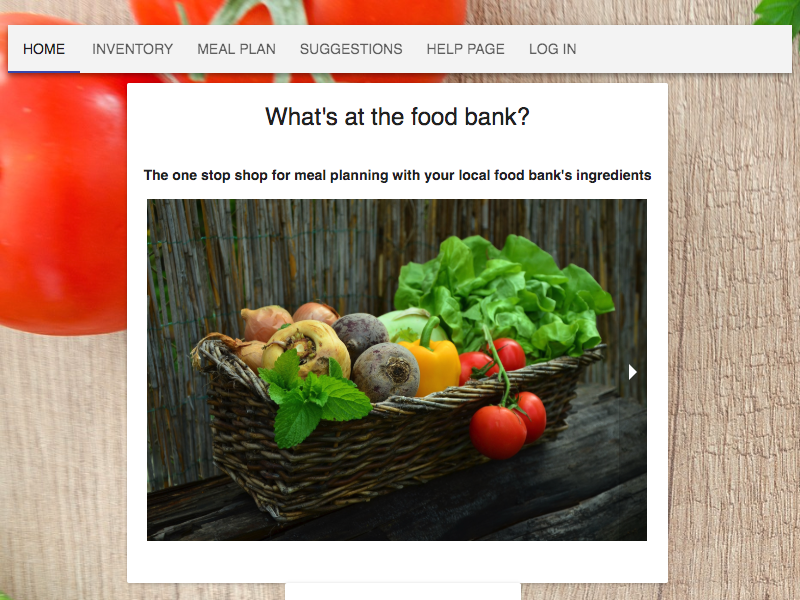 HOME INVENTORY MEAL PLAN SUGGESTIONS HELP PAGE LOG IN
What's at the food bank?
The one stop shop for meal planning with your local food bank's ingredients